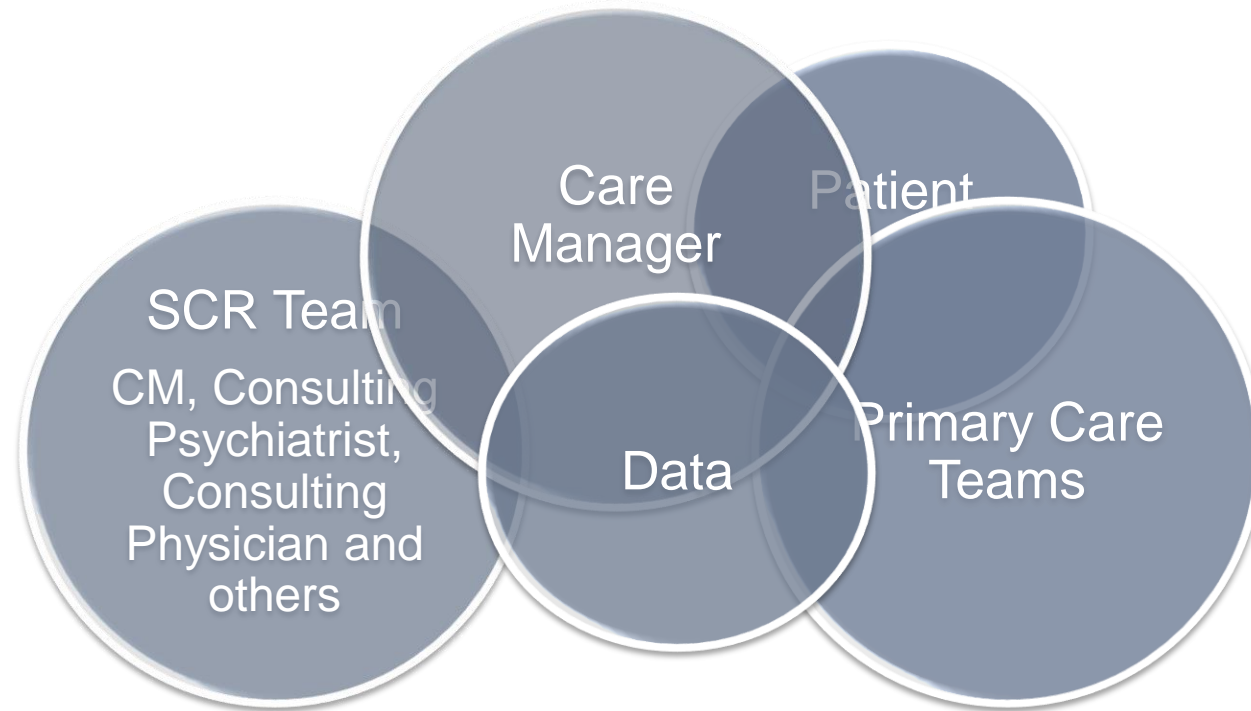 Care
Manager
Patient
SCR Team
CM, Consulting
Psychiatrist,
Consulting
Physician and
others
Data
Primary Care
Teams